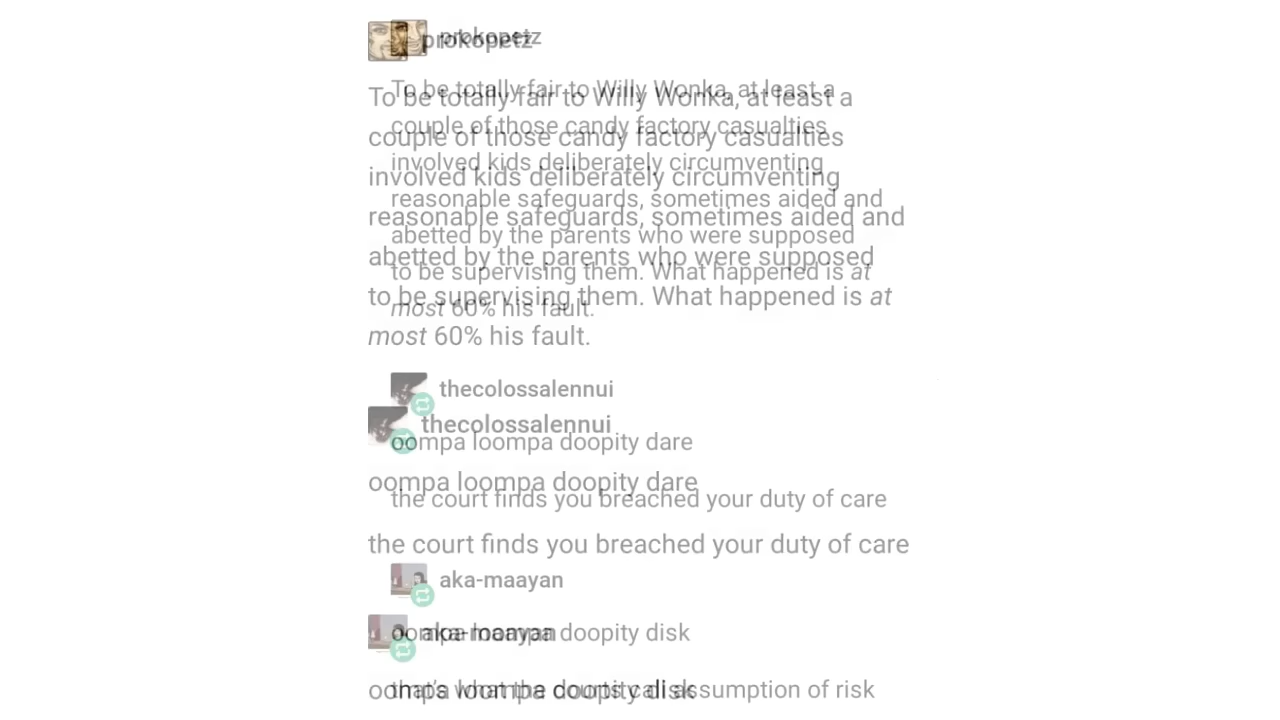 prokopetz
To be totally fair to Willy Wonka, at least a
couple of those candy factory casualties
involved kids deliberately circumventing
reasonable safeguards, sometimes aided and
abetted by the parents who were supposed
to be supervising them. What happened is at
most 60% his fault.
thecolossalennui
oompa loompa doopity dare
the court finds you breached your duty of care
aka-maayan
oompa loompa doopity disk
that's what the courts call assumption of risk